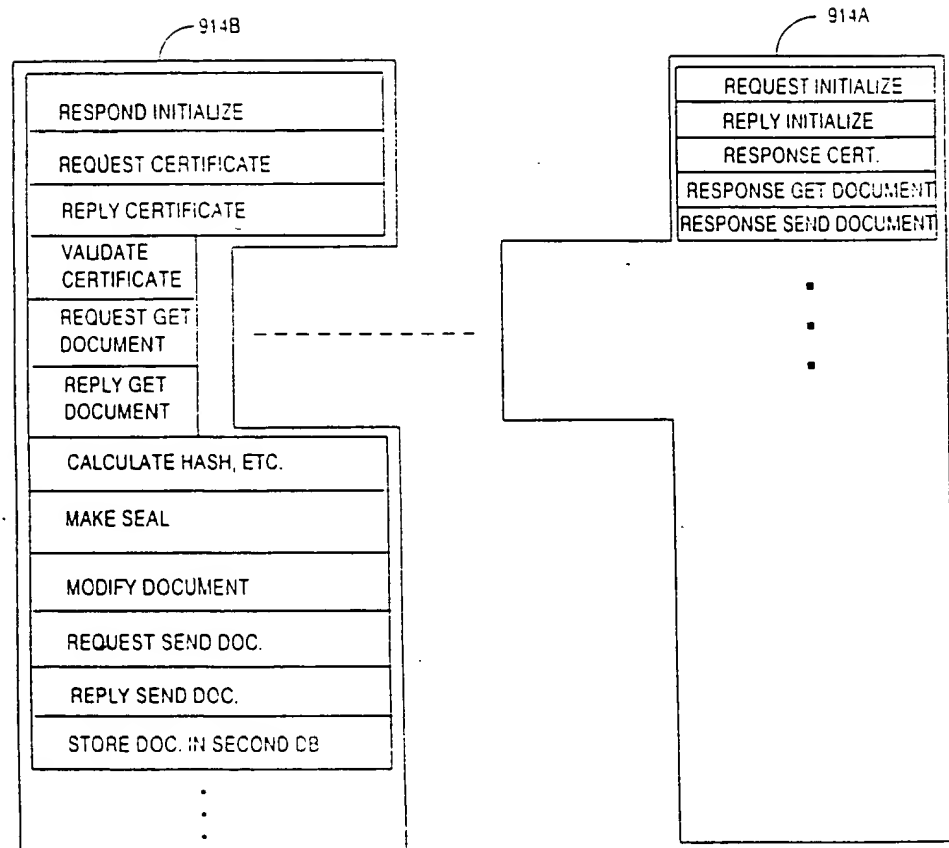 914B
RESPOND INITIALIZE
REQUEST CERTIFICATE
REPLY CERTIFICATE
VALIDATE
CERTIFICATE
REQUEST GET
DOCUMENT
REPLY GET
DOCUMENT
CALCULATE HASH, ETC.
MAKE SEAL
MODIFY DOCUMENT
REQUEST SEND DOC.
REPLY SEND DOC.
STORE DOC. IN SECOND DB
914A
REQUEST INITIALIZE
REPLY INITIALIZE
RESPONSE CERT.
RESPONSE GET DOCUMENT
RESPONSE SEND DOCUMENT